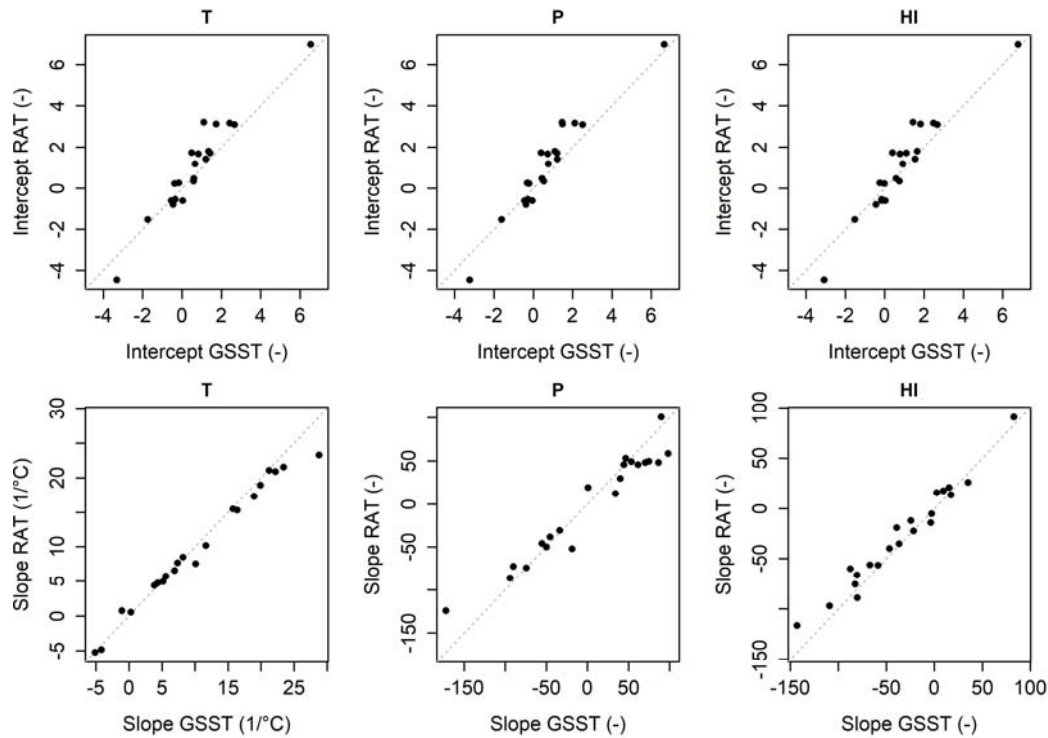 T
P
HI
Intercept RAT (-)
6
4
2
0
-2
-4
-4 -2 0 2 4 6
Intercept GSST (-)
Intercept RAT (-)
6
4
2
0
-2
-4
-4 -2 0 2 4 6
Intercept GSST (-)
Intercept RAT (-)
6
4
2
0
-2
-4
-4 -2 0 2 4 6
Intercept GSST (-)
T
P
HI
Slope RAT (1/°C)
30
20
10
5
0
-5
-5 0 5 15 25
Slope GSST (1/°C)
Slope RAT (-)
50
0
-50
-150
-150 -50 0 50
Slope GSST (-)
Slope RAT (-)
100
50
0
-50
-150
-150 -50 0 50 100
Slope GSST (-)